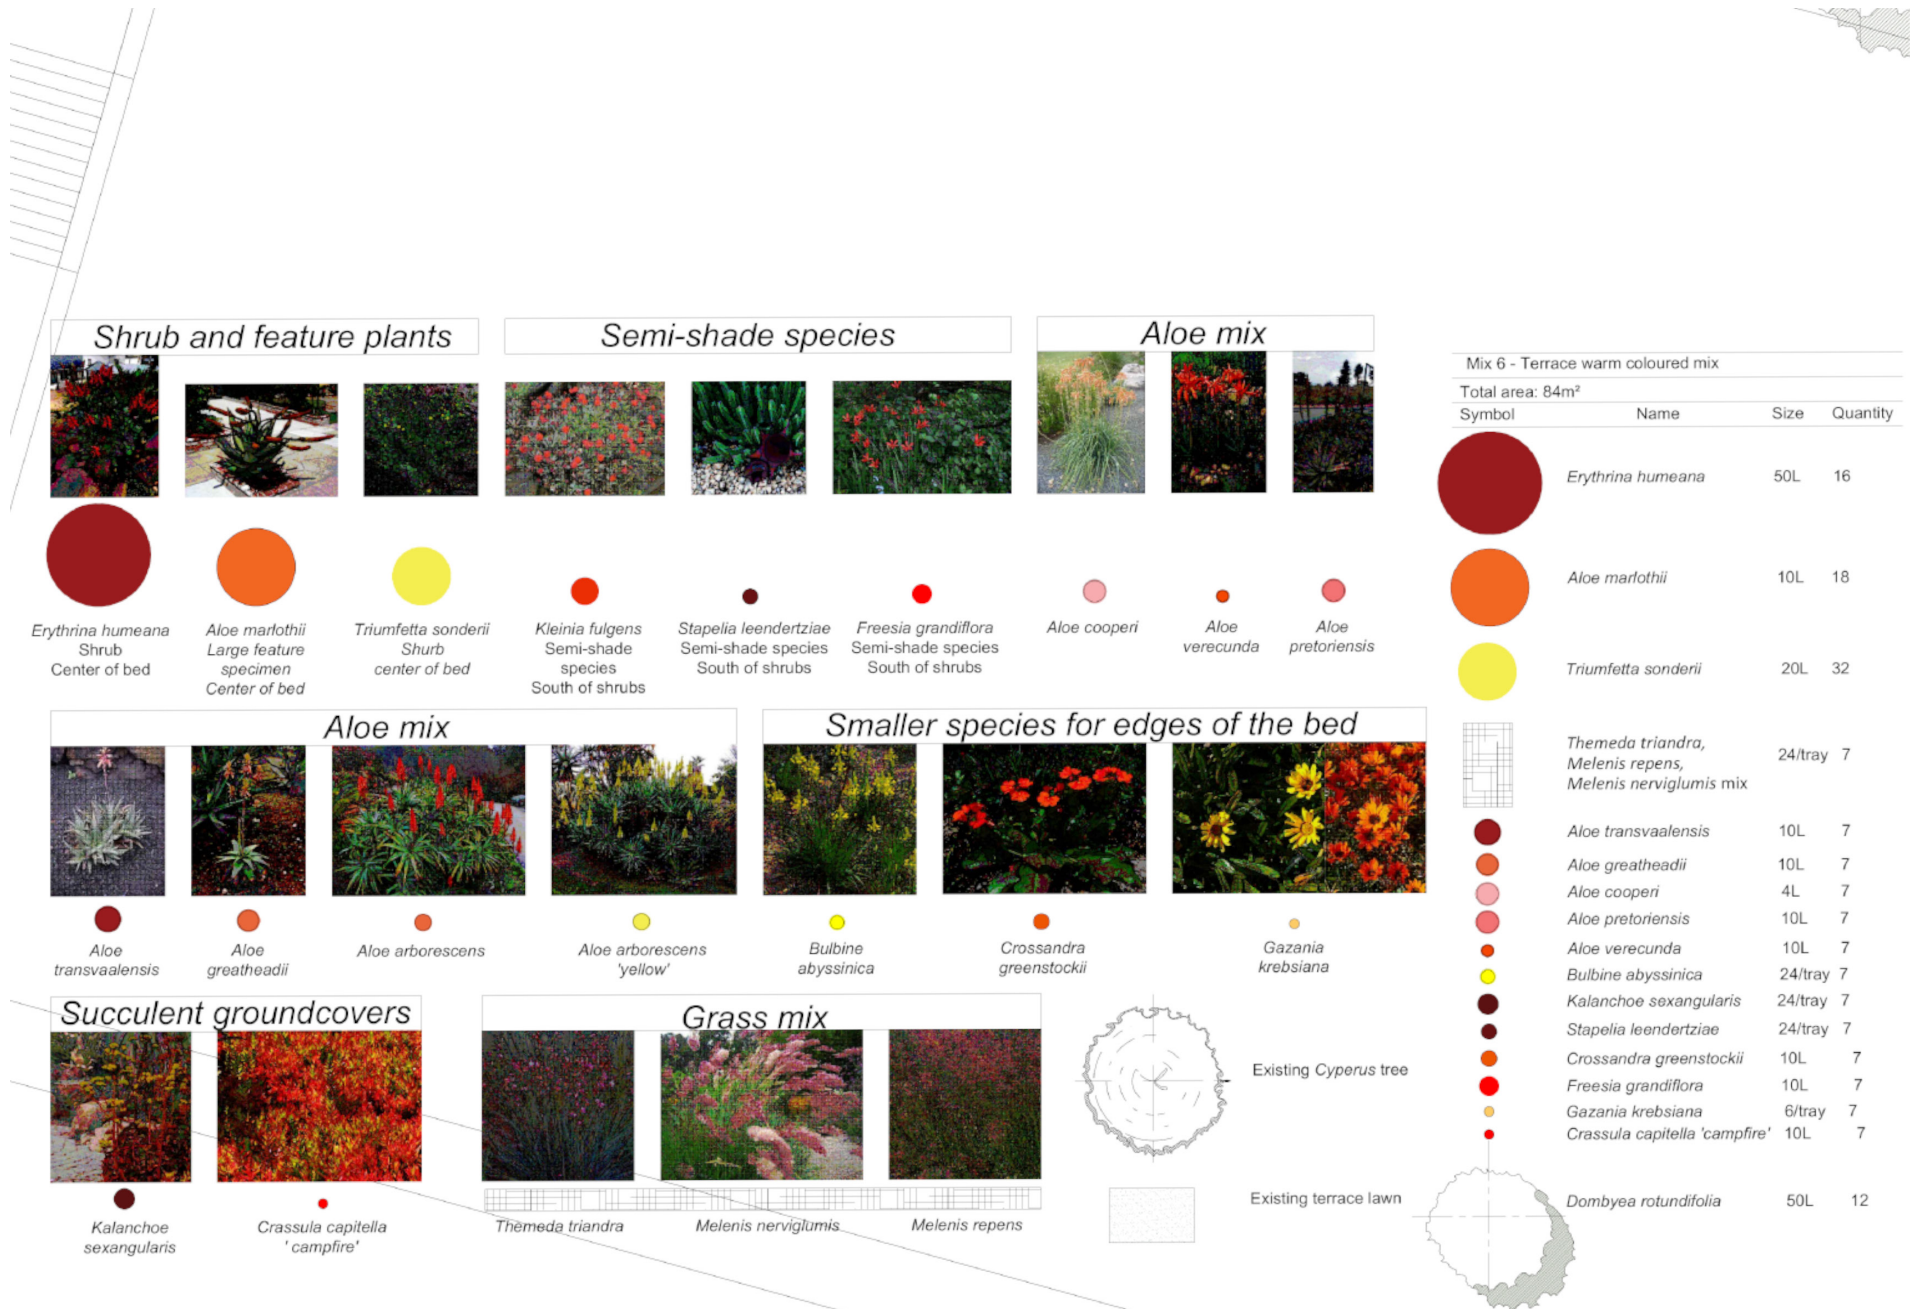 Shrub and feature plants
Semi-shade species
Aloe mix
Erythrina humeana
Shrub
Center of bed
Aloe marlothii
Large feature
specimen
Center of bed
Triumfetta sonderii
Shurb
center of bed
Kleinia fulgens
Semi-shade
species
South of shrubs
Stapelia leendertziae
Semi-shade species
South of shrubs
Freesia grandiflora
Semi-shade species
South of shrubs
Aloe cooperi
Aloe
verecunda
Aloe
pretoriensis
Aloe mix
Smaller species for edges of the bed
Aloe
transvaalensis
Aloe
greatheadii
Aloe arborescens
Aloe arborescens
'yellow'
Bulbine
abyssinica
Crossandra
greenstockii
Gazania
krebsiana
Succulent groundcovers
Grass mix
Kalanchoe
sexangularis
Crassula capitella
' campfire'
Themeda triandra
Melenis nerviglumis
Melenis repens
Existing Cyperus tree
Existing terrace lawn
Mix 6 - Terrace warm coloured mix
Total area: 84m²
Symbol Name Size Quantity
Erythrina humeana 50L 16
Aloe marlothii 10L 18
Triumfetta sonderii 20L 32
Themeda triandra,
Melenis repens, 24/tray 7
Melenis nerviglumis mix
Aloe transvaalensis 10L 7
Aloe greatheadii 10L 7
Aloe cooperi 4L 7
Aloe pretoriensis 10L 7
Aloe verecunda 10L 7
Bulbine abyssinica 24/tray 7
Kalanchoe sexangularis 24/tray 7
Stapelia leendertziae 24/tray 7
Crossandra greenstockii 10L 7
Freesia grandiflora 10L 7
Gazania krebsiana 6/tray 7
Crassula capitella 'campfire' 10L 7
Dombyea rotundifolia 50L 12